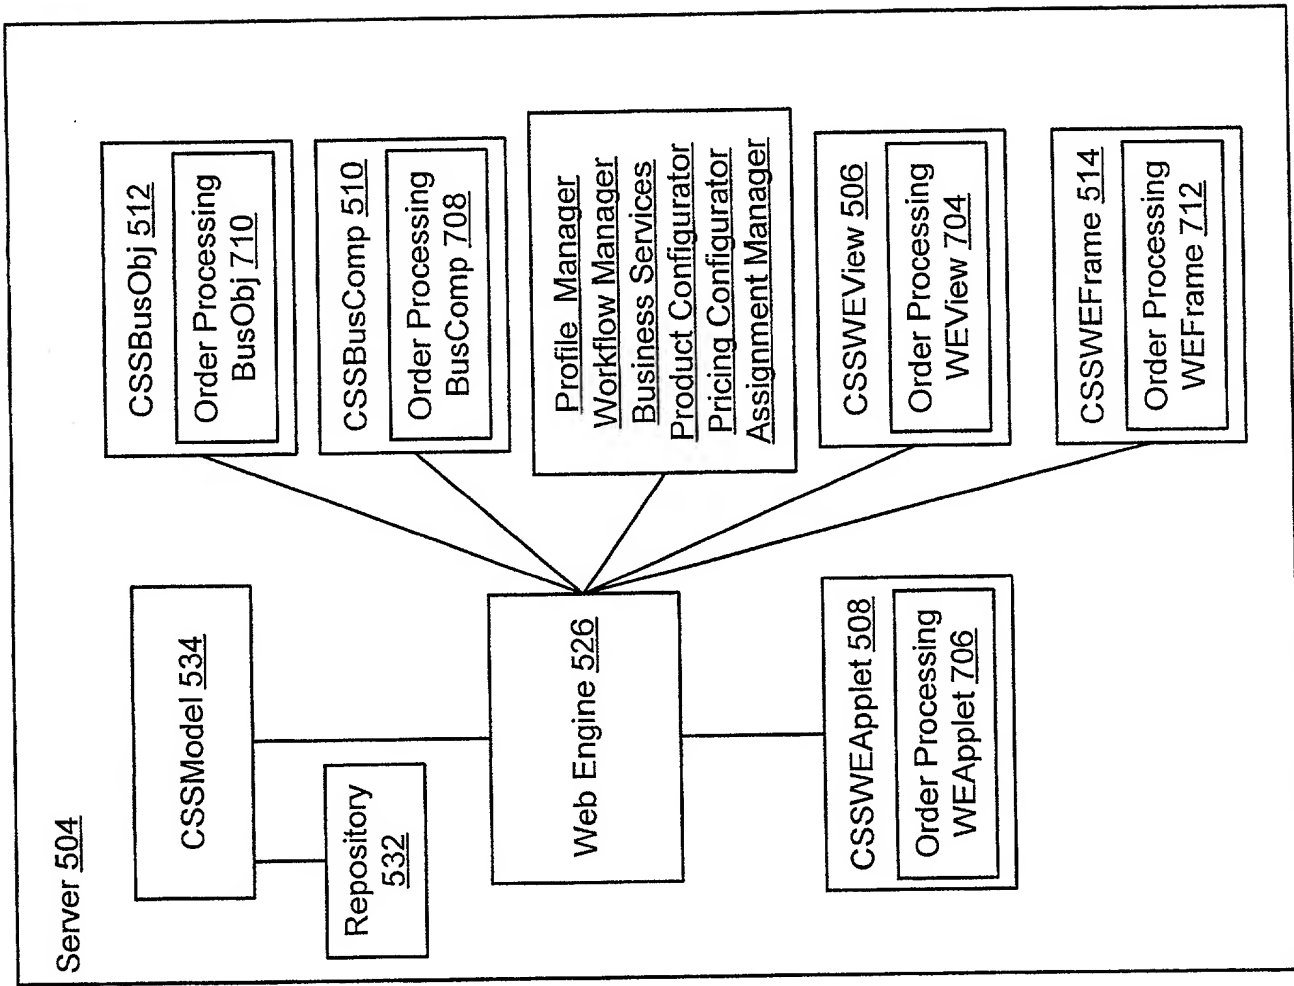 Server 504
CSSModel 534
Repository
532
Web Engine 526
CSSWEApplet 508
Order Processing
WEApplet 706
CSSBusObj 512
Order Processing
BusObj 710
CSSBusComp 510
Order Processing
BusComp 708
Profile Manager
Workflow Manager
Business Services
Product Configurator
Pricing Configurator
Assignment Manager
CSSWEView 506
Order Processing
WEView 704
CSSWEFrame 514
Order Processing
WEFrame 712